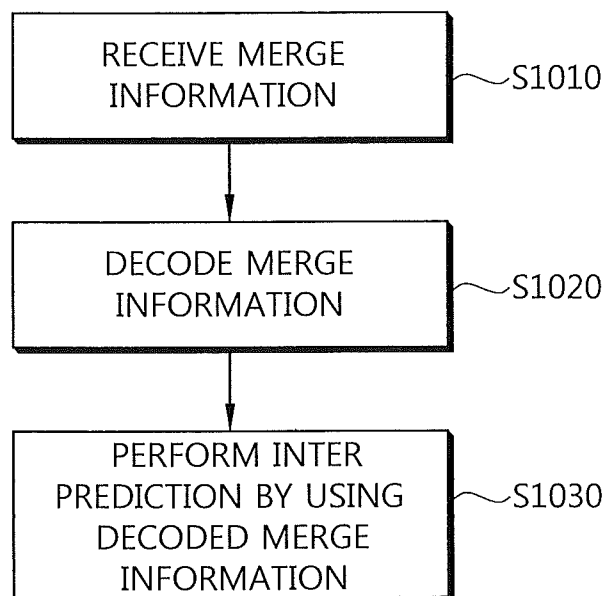 RECEIVE MERGE
INFORMATION
S1010
DECODE MERGE
INFORMATION
S1020
PERFORM INTER
PREDICTION BY USING
DECODED MERGE
INFORMATION
S1030